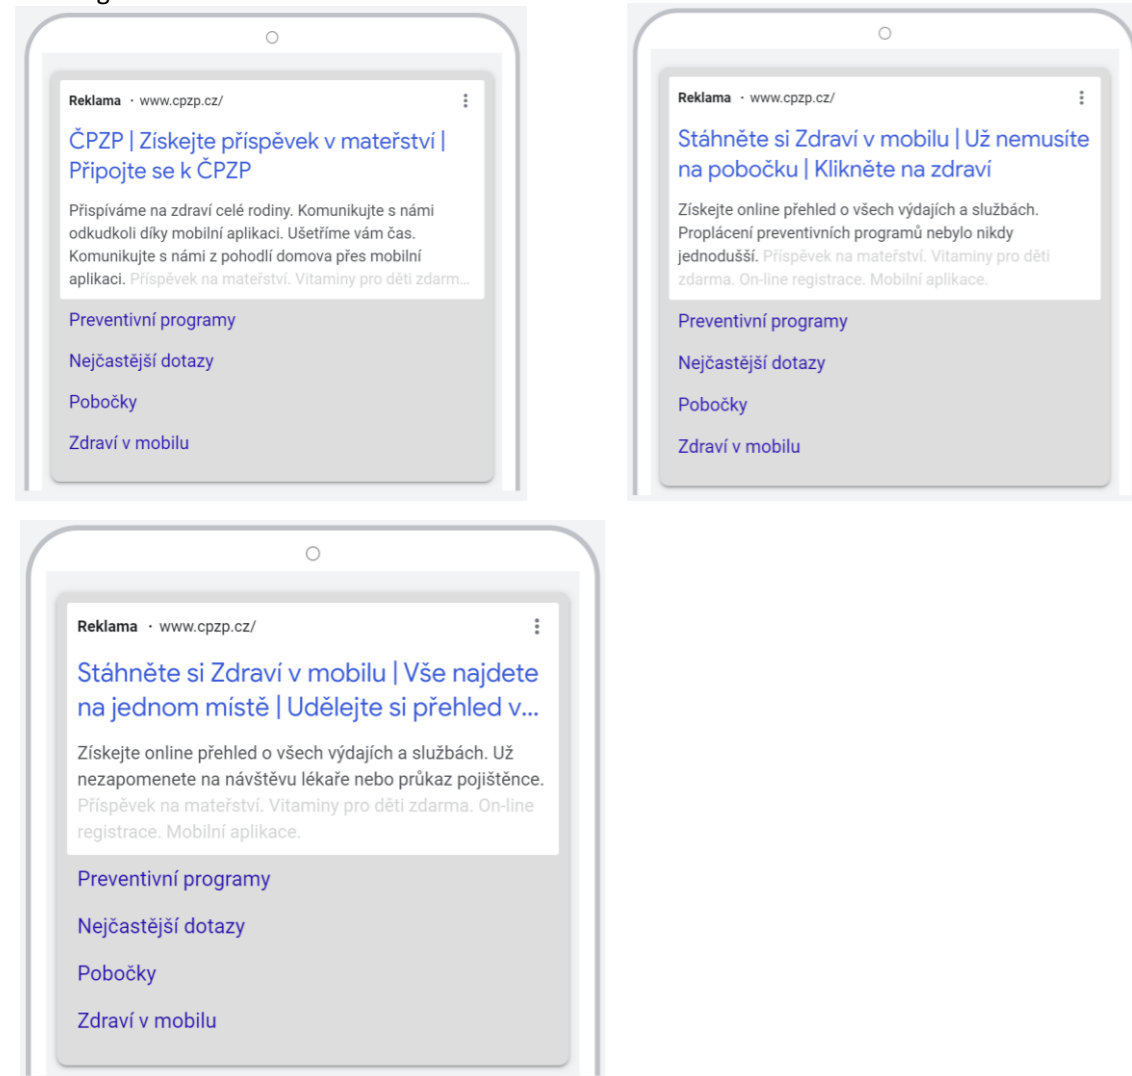 Reklama · www.cpzp.cz/
ČPZP | Získejte příspěvek v mateřství |
Připojte se k ČPZP
Přispíváme na zdraví celé rodiny. Komunikujte s námi
odkudkoli díky mobilní aplikaci. Ušetříme vám čas.
Komunikujte s námi z pohodlí domova přes mobilní
aplikaci. Příspěvek na mateřství. Vitaminy pro děti zdarm...
Preventivní programy
Nejčastější dotazy
Pobočky
Zdraví v mobilu
Reklama · www.cpzp.cz/
Stáhněte si Zdraví v mobilu | Už nemusíte
na pobočku | Klikněte na zdraví
Získejte online přehled o všech výdajích a službách.
Proplácení preventivních programů nebylo nikdy
jednodušší. Příspěvek na mateřství. Vitaminy pro děti
zdarma. On-line registrace. Mobilní aplikace.
Preventivní programy
Nejčastější dotazy
Pobočky
Zdraví v mobilu
Reklama · www.cpzp.cz/
Stáhněte si Zdraví v mobilu | Vše najdete
na jednom místě | Udělejte si přehled v...
Získejte online přehled o všech výdajích a službách. Už
nezapomenete na návštěvu lékaře nebo průkaz pojištěnce.
Příspěvek na mateřství. Vitaminy pro děti zdarma. On-line
registrace. Mobilní aplikace.
Preventivní programy
Nejčastější dotazy
Pobočky
Zdraví v mobilu